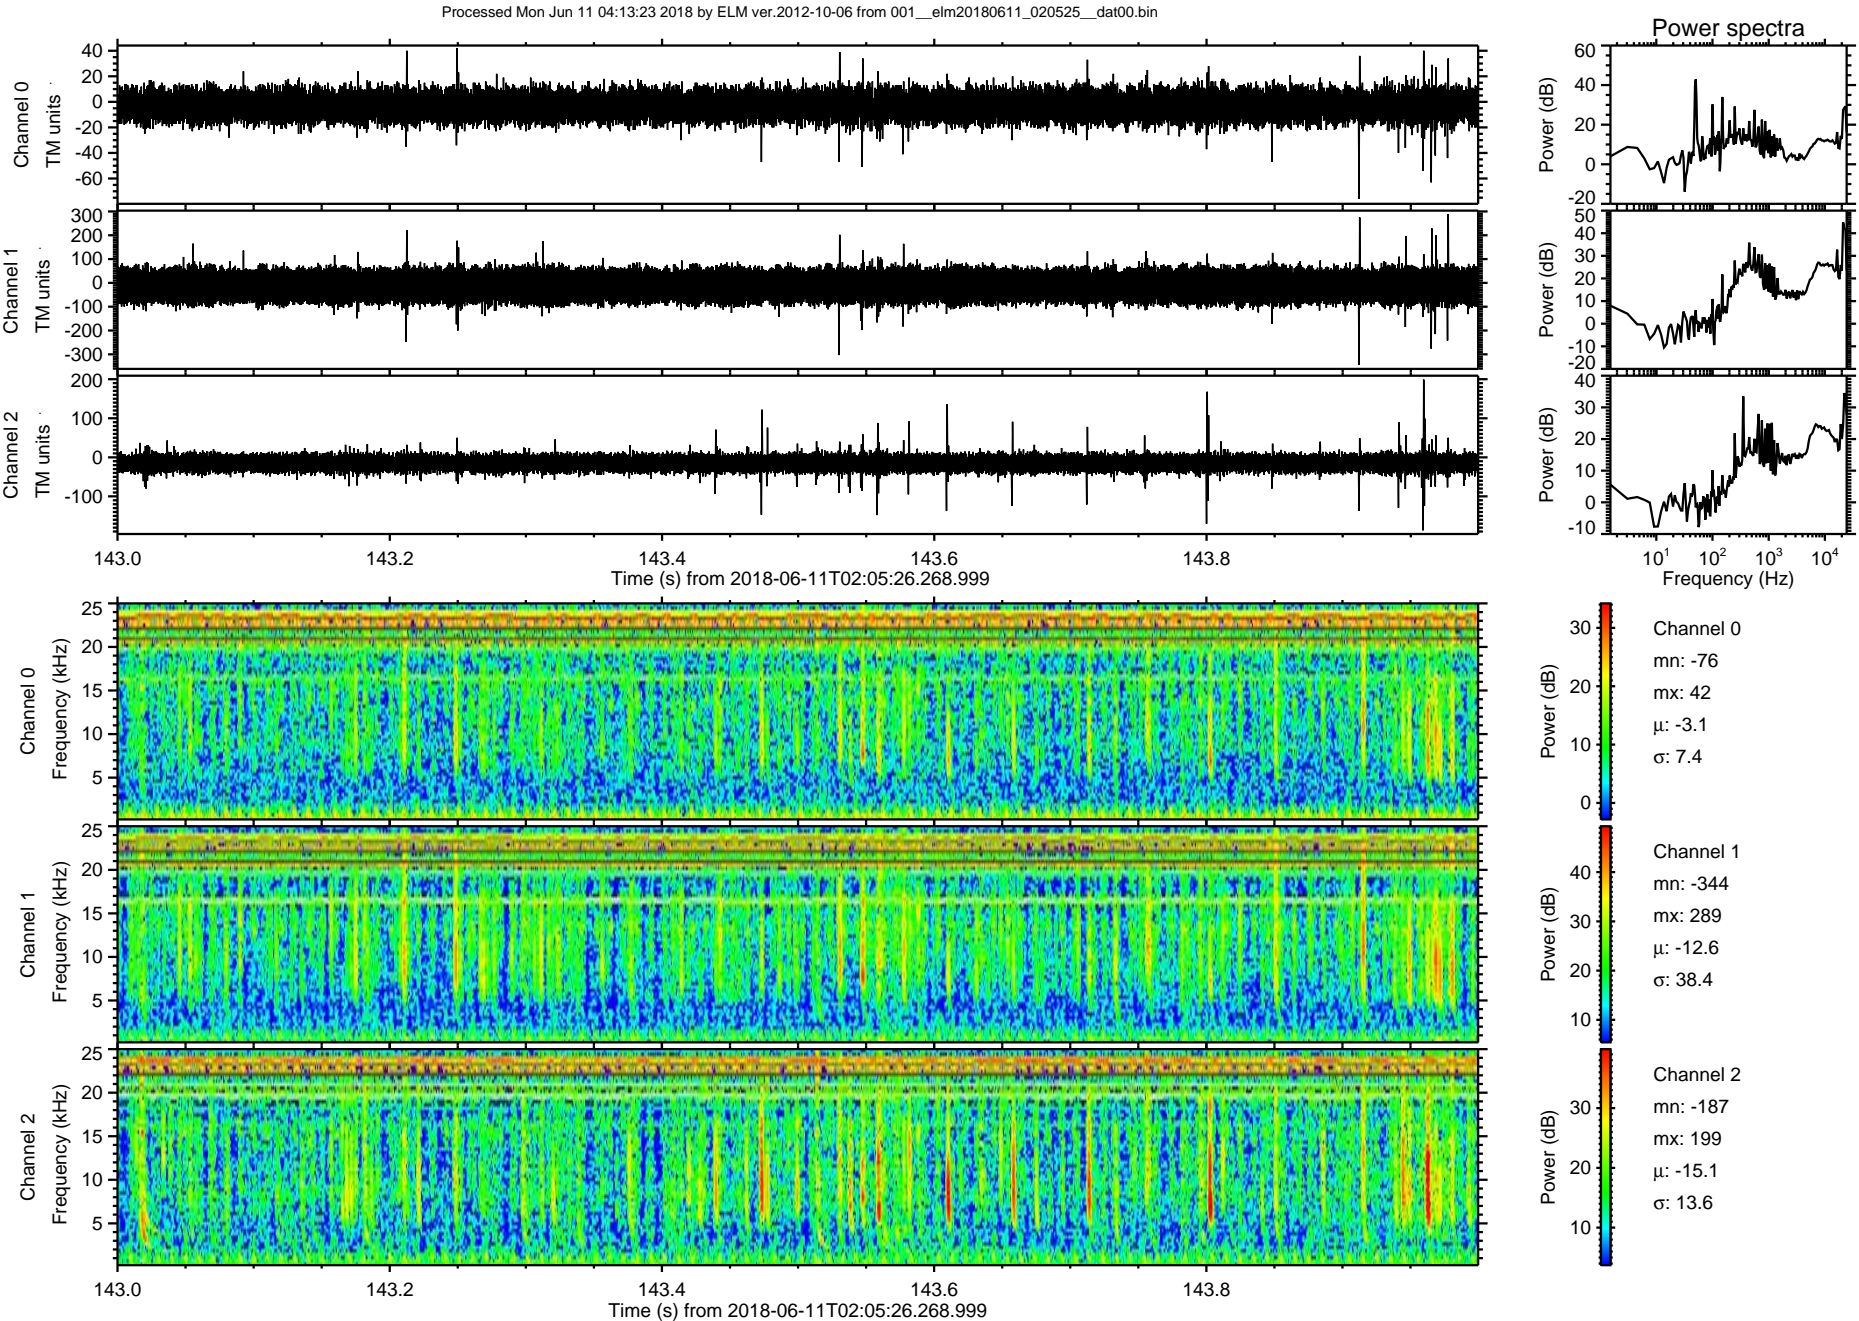 Processed Mon Jun 11 04:13:23 2018 by ELM ver.2012-10-06 from 001__elm20180611_020525__dat00.bin
Power spectra
Channel 0
TM units
40
20
0
-20
-40
-60
Power (dB)
60
40
20
0
-20
Channel 1
TM units
300
200
100
0
-100
-200
-300
Power (dB)
50
40
30
20
10
0
-10
-20
Channel 2
TM units
200
100
0
-100
Power (dB)
40
30
20
10
0
-10
143.0 143.2 143.4 143.6 143.8
Time (s) from 2018-06-11T02:05:26.268.999
10^1 10^2 10^3 10^4
Frequency (Hz)
Channel 0
Frequency (kHz)
25
20
15
10
5
Power (dB)
30
20
10
0
Channel 0
mn: -76
mx: 42
µ: -3.1
σ: 7.4
Channel 1
Frequency (kHz)
25
20
15
10
5
Power (dB)
40
30
20
10
Channel 1
mn: -344
mx: 289
µ: -12.6
σ: 38.4
Channel 2
Frequency (kHz)
25
20
15
10
5
Power (dB)
30
20
10
Channel 2
mn: -187
mx: 199
µ: -15.1
σ: 13.6
143.0 143.2 143.4 143.6 143.8
Time (s) from 2018-06-11T02:05:26.268.999